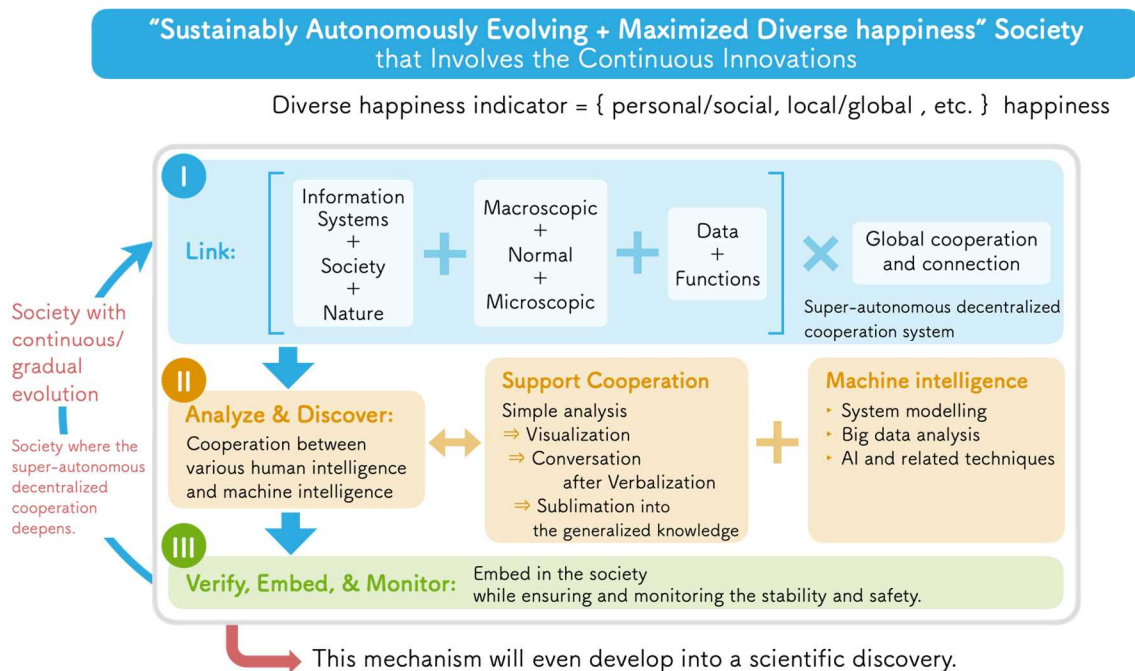 "Sustainably Autonomously Evolving + Maximized Diverse happiness" Society
that Involves the Continuous Innovations
Diverse happiness indicator = { personal/social, local/global , etc. } happiness
I
Link:
Information
Systems
+
Society
+
Nature
+
Macroscopic
+
Normal
+
Microscopic
+
Data
+
Functions
×
Global cooperation
and connection
Super-autonomous decentralized
cooperation system
Society with
continuous/
gradual
evolution
Society where the
super-autonomous
decentralized
cooperation
deepens.
II
Analyze & Discover:
Cooperation between
various human intelligence
and machine intelligence
Support Cooperation
Simple analysis
⇒ Visualization
⇒ Conversation
after Verbalization
⇒ Sublimation into
the generalized knowledge
+
Machine intelligence
‣ System modelling
‣ Big data analysis
‣ AI and related techniques
III
Verify, Embed, & Monitor:
Embed in the society
while ensuring and monitoring the stability and safety.
This mechanism will even develop into a scientific discovery.